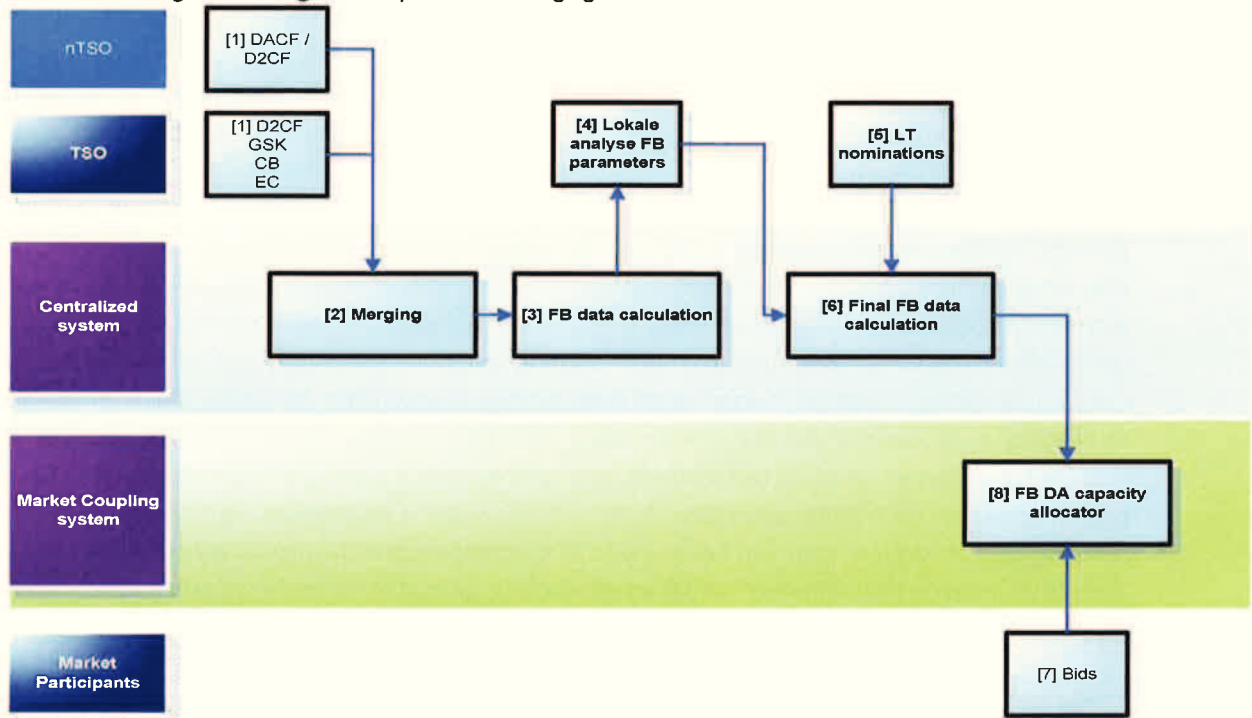 nTSO
[1] DACF /
D2CF
TSO
[1] D2CF
GSK
CB
EC
[4] Lokale
analyse FB
parameters
[5] LT
nominations
Centralized
system
[2] Merging
[3] FB data calculation
[6] Final FB data
calculation
Market Coupling
system
[8] FB DA capacity
allocator
Market
Participants
[7] Bids